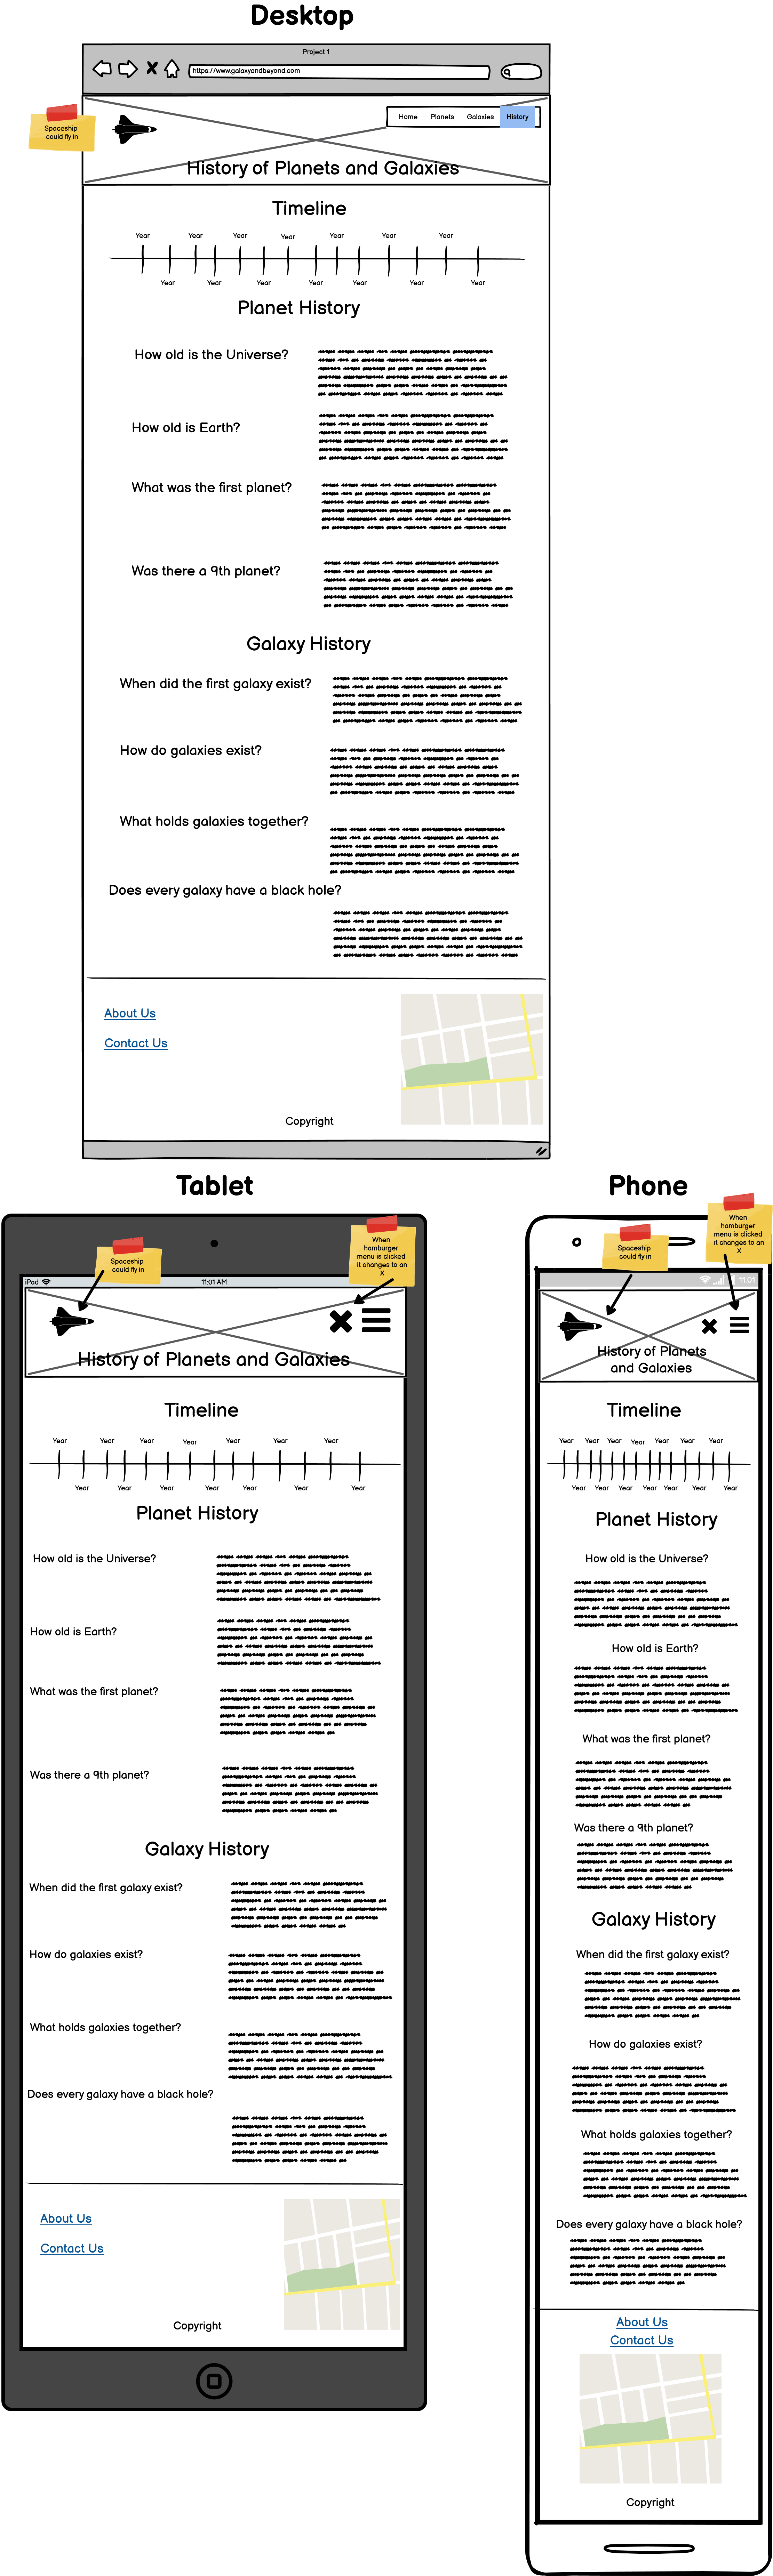 Desktop
Project 1
https://www.galaxyandbeyond.com
Spaceship
could fly in
Home Planets Galaxies History
History of Planets and Galaxies
Timeline
Year Year Year Year Year Year Year
Year Year Year Year Year Year Year
Planet History
How old is the Universe?
How old is Earth?
What was the first planet?
Was there a 9th planet?
Galaxy History
When did the first galaxy exist?
How do galaxies exist?
What holds galaxies together?
Does every galaxy have a black hole?
About Us
Contact Us
Copyright
Tablet
Spaceship
could fly in
When
hamburger
menu is clicked
it changes to an
X
iPad 11:01 AM
History of Planets and Galaxies
Timeline
Year Year Year Year Year Year Year
Year Year Year Year Year Year
Planet History
How old is the Universe?
How old is Earth?
What was the first planet?
Was there a 9th planet?
Galaxy History
When did the first galaxy exist?
How do galaxies exist?
What holds galaxies together?
Does every galaxy have a black hole?
About Us
Contact Us
Copyright
Phone
Spaceship
could fly in
When
hamburger
menu is clicked
it changes to an
X
11:01
History of Planets
and Galaxies
Timeline
Year Year Year Year Year Year Year
Year Year Year Year Year Year Year
Planet History
How old is the Universe?
How old is Earth?
What was the first planet?
Was there a 9th planet?
Galaxy History
When did the first galaxy exist?
How do galaxies exist?
What holds galaxies together?
Does every galaxy have a black hole?
About Us
Contact Us
Copyright